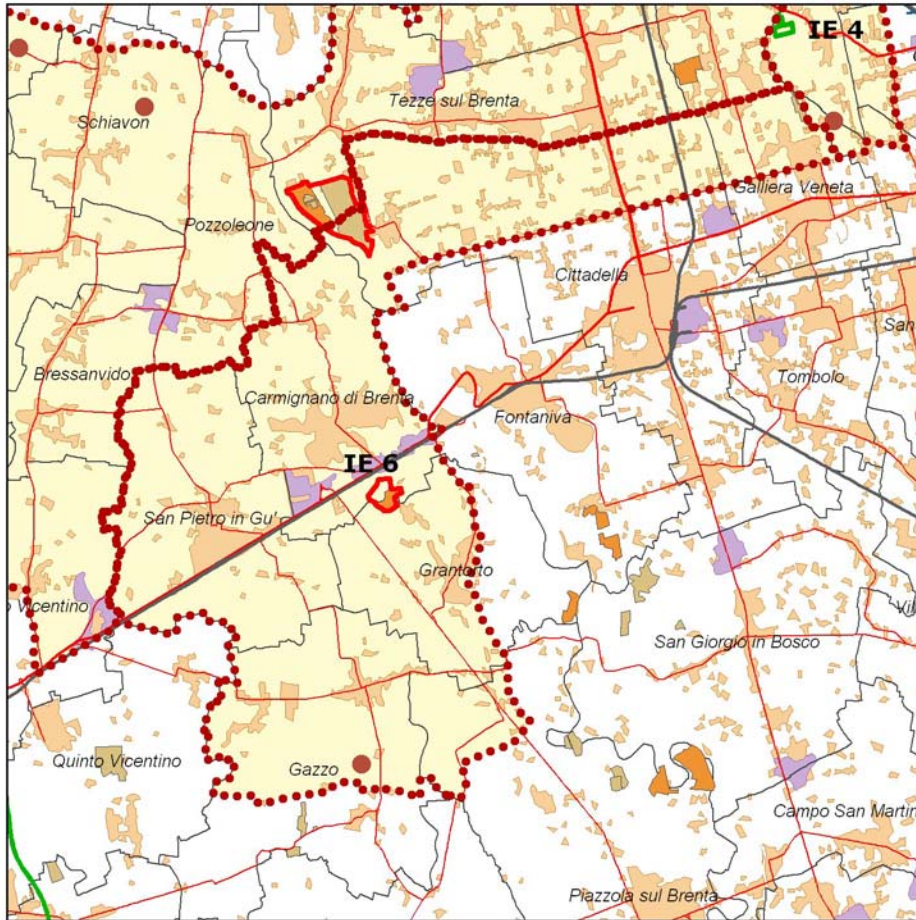 IE 4
Tezze sul Brenta
Schiavon
Galliera Veneta
Pozzoleone
Cittadella
San
Bressanvido
Tombolo
Carmignano di Brenta
Fontaniva
IE 6
San Pietro in Gu'
Grantorto
o Vicentino
Vil
San Giorgio in Bosco
Quinto Vicentino
Gazzo
Campo San Martin
Piazzola sul Brenta